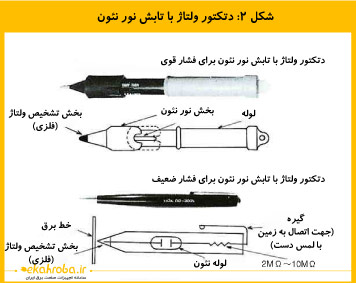 شکل ۲: دتکتور ولتاژ با تابش نور نئون
دتکتور ولتاژ با تابش نور نئون برای فشار قوی
بخش تشخیص ولتاژ
(فلزی)
بخش نور نئون
لوله
دتکتور ولتاژ با تابش نور نئون برای فشار ضعیف
گیره
(جهت اتصال به زمین
با لمس دست)
خط برق
بخش تشخیص ولتاژ
(فلزی)
لوله نئون
2MΩ～10MΩ
ekahroba.ir